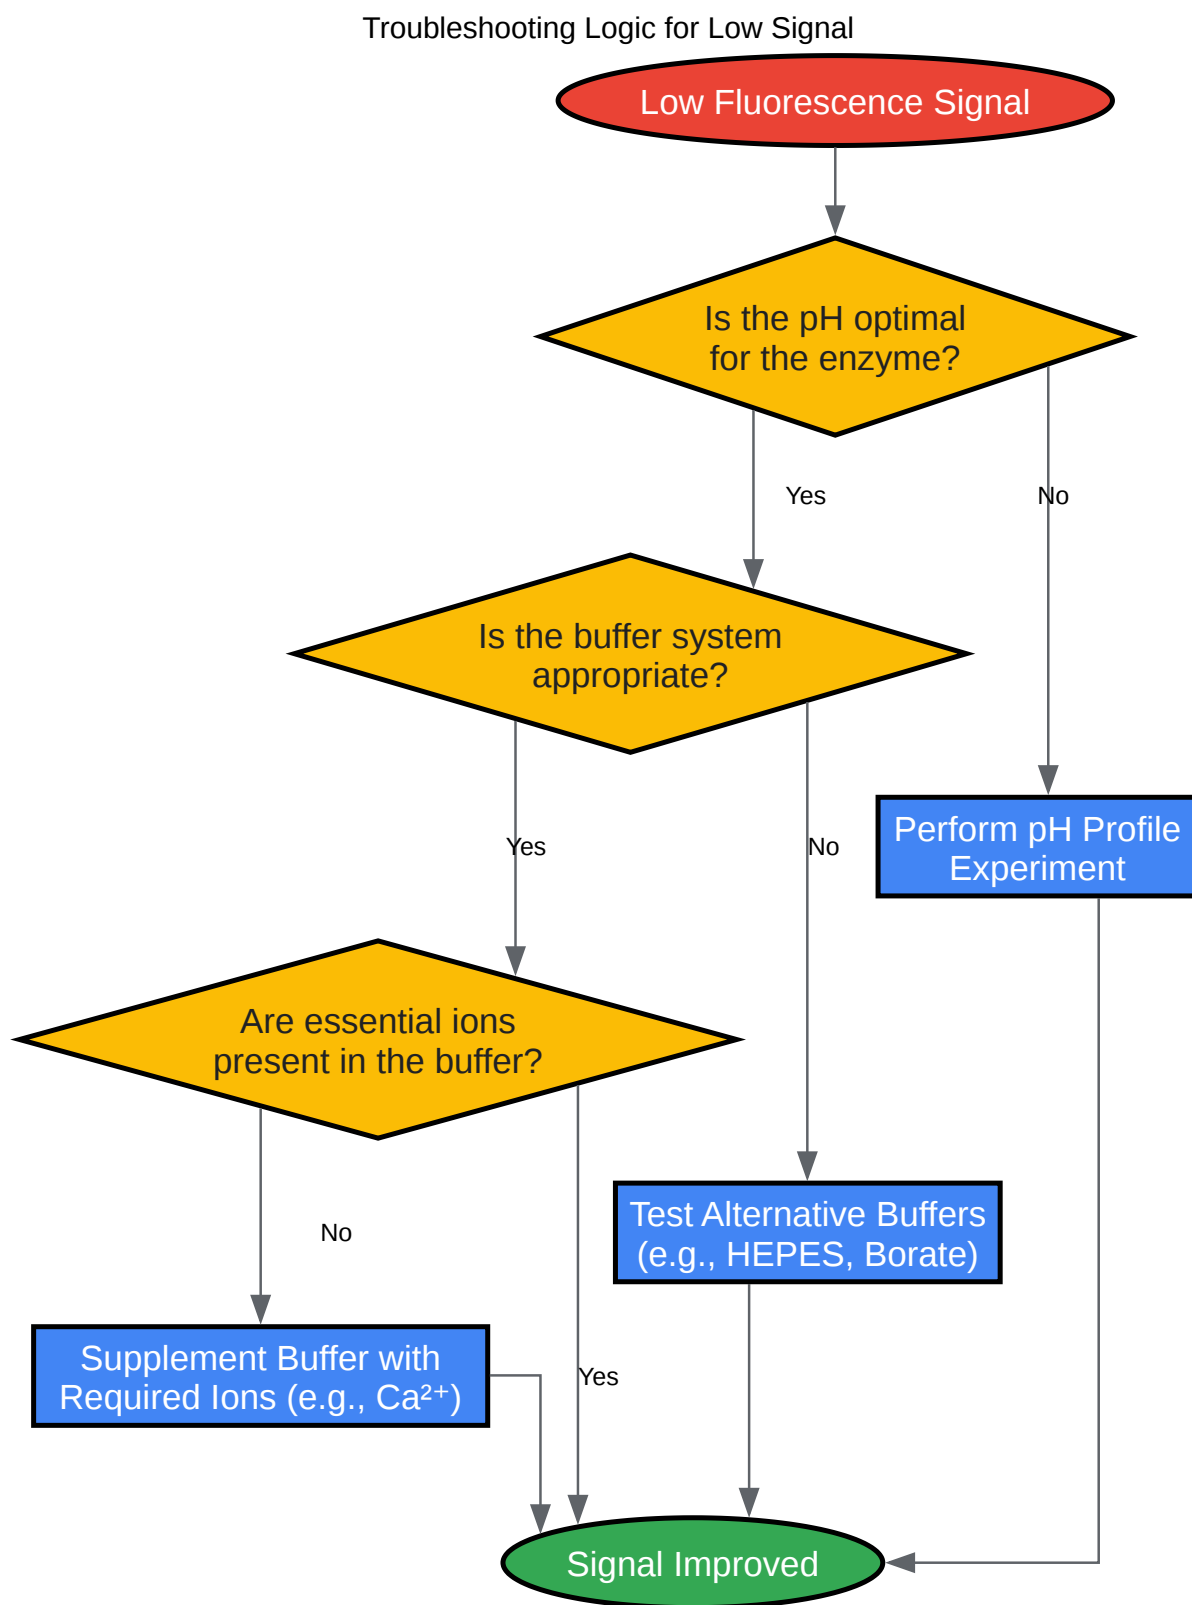 Troubleshooting Logic for Low Signal
Low Fluorescence Signal
Is the pH optimal
for the enzyme?
Yes
No
Is the buffer system
appropriate?
Yes
No
Perform pH Profile
Experiment
Are essential ions
present in the buffer?
No
Yes
Test Alternative Buffers
(e.g., HEPES, Borate)
Supplement Buffer with
Required Ions (e.g., Ca²⁺)
Signal Improved